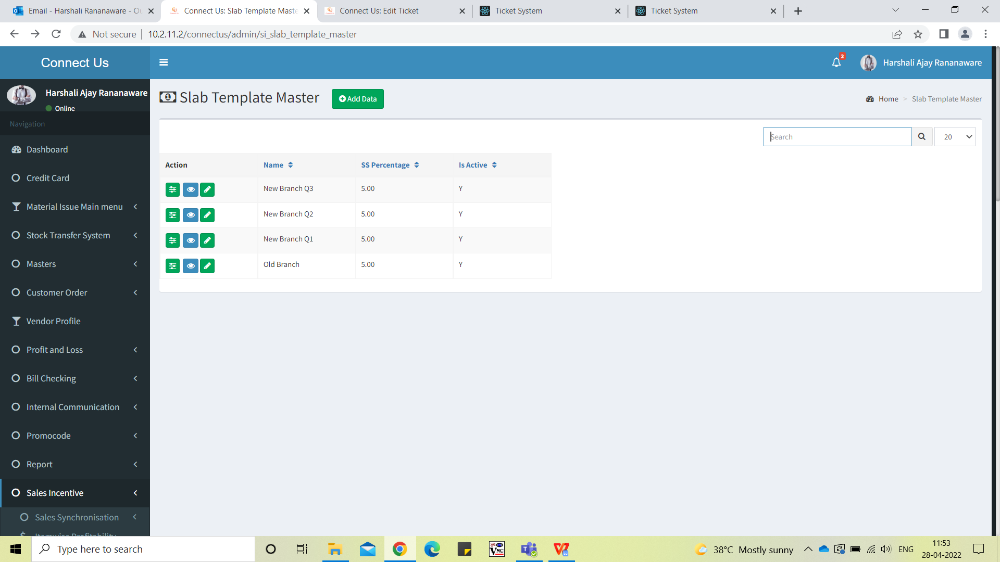 Email - Harshali Rananaware - Ou
Connect Us: Slab Template Maste
Connect Us: Edit Ticket
Ticket System
Ticket System
Not secure
10.2.11.2/connectus/admin/si_slab_template_master
Connect Us
2
Harshali Ajay Rananaware
Harshali Ajay Rananaware
Online
Slab Template Master
Add Data
Home > Slab Template Master
Navigation
Search
20
Action Name SS Percentage Is Active
New Branch Q3 5.00 Y
New Branch Q2 5.00 Y
New Branch Q1 5.00 Y
Old Branch 5.00 Y
Dashboard
Credit Card
Material Issue Main menu
Stock Transfer System
Masters
Customer Order
Vendor Profile
Profit and Loss
Bill Checking
Internal Communication
Promocode
Report
Sales Incentive
Sales Synchronisation
Itemwise Profitability
Type here to search
VNC
38°C Mostly sunny
ENG
11:53
28-04-2022